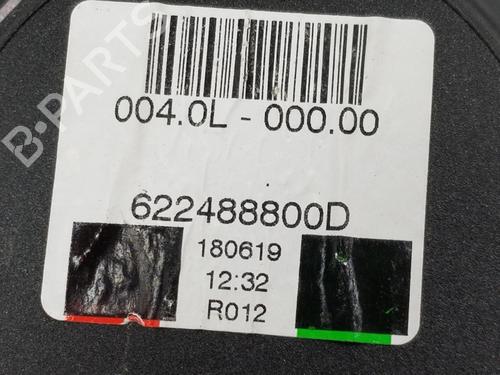 B-PARTS
004.0L - 000.00
622488800D
180619
12:32
R012